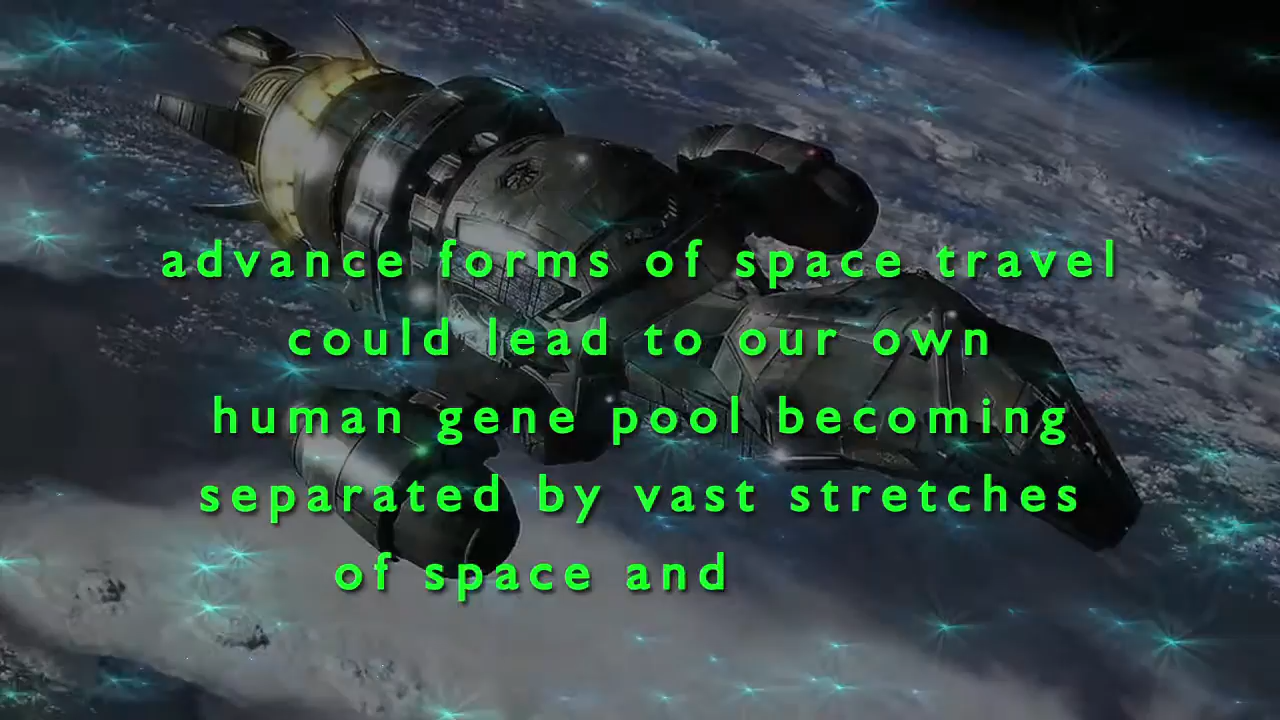 advance forms of space travel
could lead to our own
human gene pool becoming
separated by vast stretches
of space and